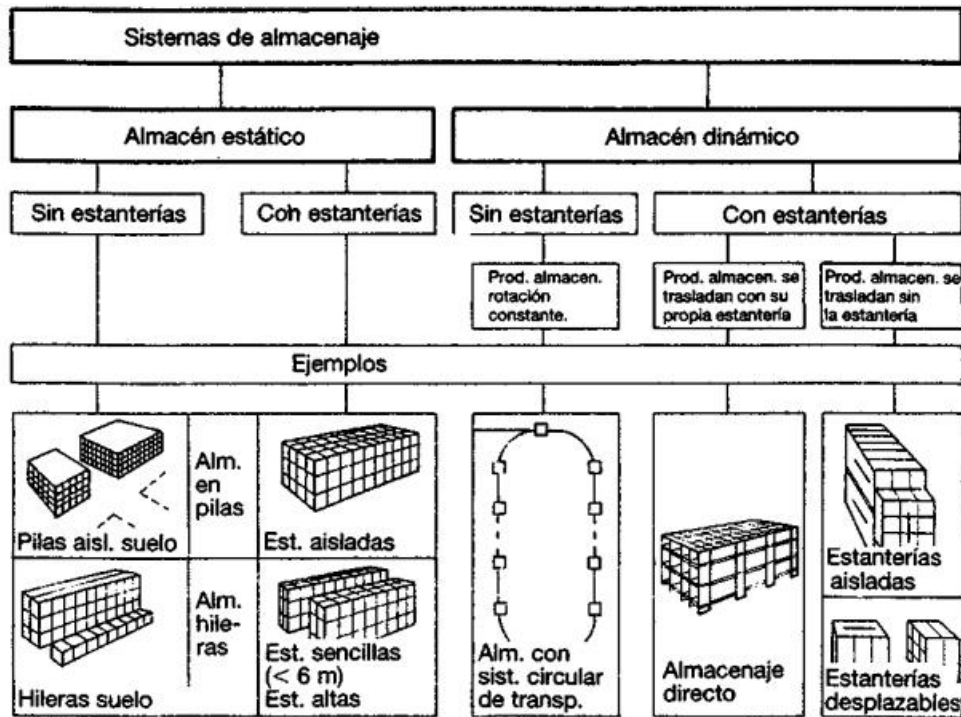 Sistemas de almacenaje
Almacén estático
Almacén dinámico
Sin estanterías
Coh estanterías
Sin estanterías
Con estanterías
Prod. almacen.
rotación
constante.
Prod. almacen. se
trasladan con su
propia estantería
Prod. almacen. se
trasladan sin
la estantería
Ejemplos
Pilas aisl. suelo
Alm.
en
pilas
Est. aisladas
Hileras suelo
Alm.
hile-
ras
Est. sencillas
(< 6 m)
Est. altas
Alm. con
sist. circular
de transp.
Almacenaje
directo
Estanterías
aisladas
Estanterías
desplazables